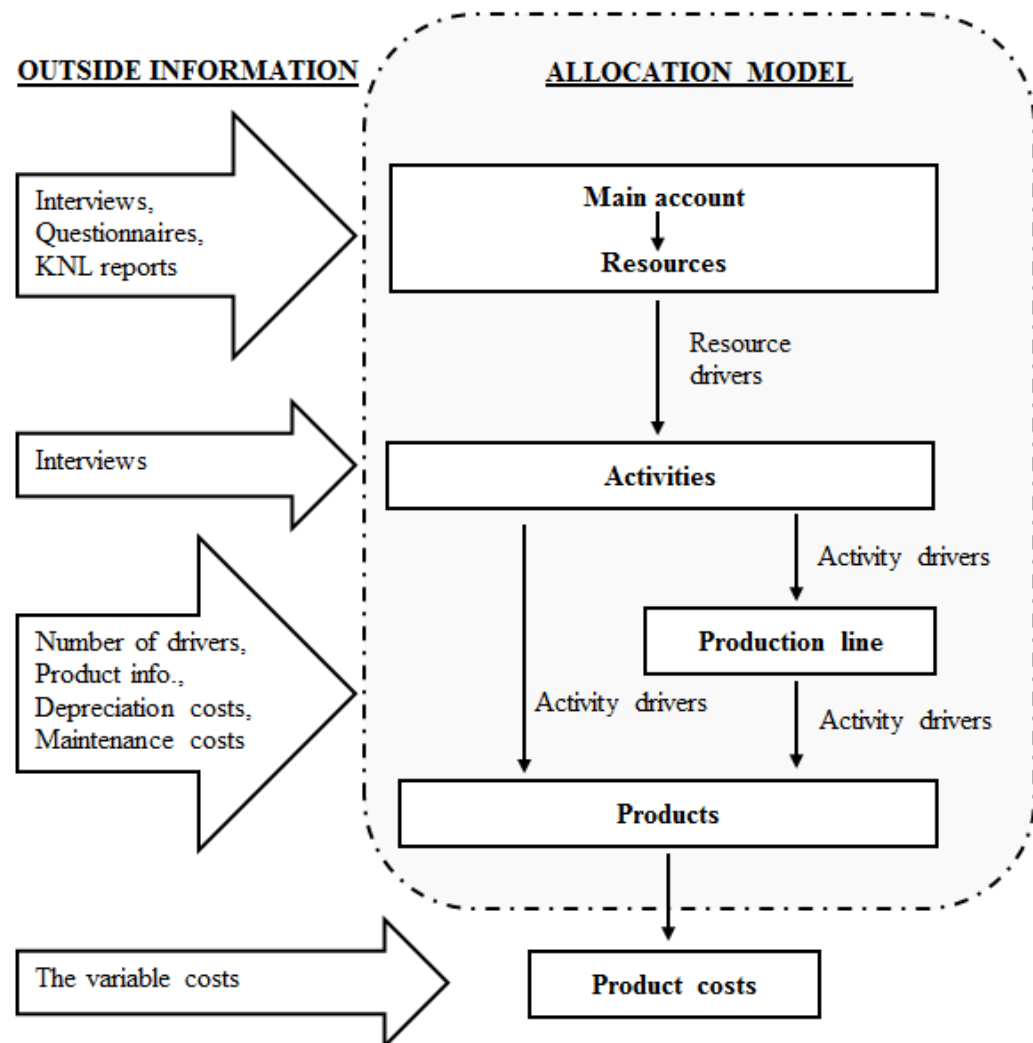 OUTSIDE INFORMATION
ALLOCATION MODEL
Interviews,
Questionnaires,
KNL reports
Main account
Resources
Resource
drivers
Interviews
Activities
Activity drivers
Number of drivers,
Product info.,
Depreciation costs,
Maintenance costs
Production line
Activity drivers
Activity drivers
Products
The variable costs
Product costs